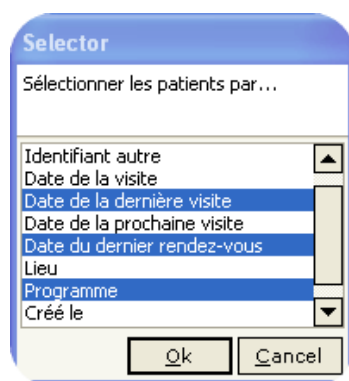 Selector
Sélectionner les patients par...
Identifiant autre
Date de la visite
Date de la dernière visite
Date de la prochaine visite
Date du dernier rendez-vous
Lieu
Programme
Créé le
Ok Cancel